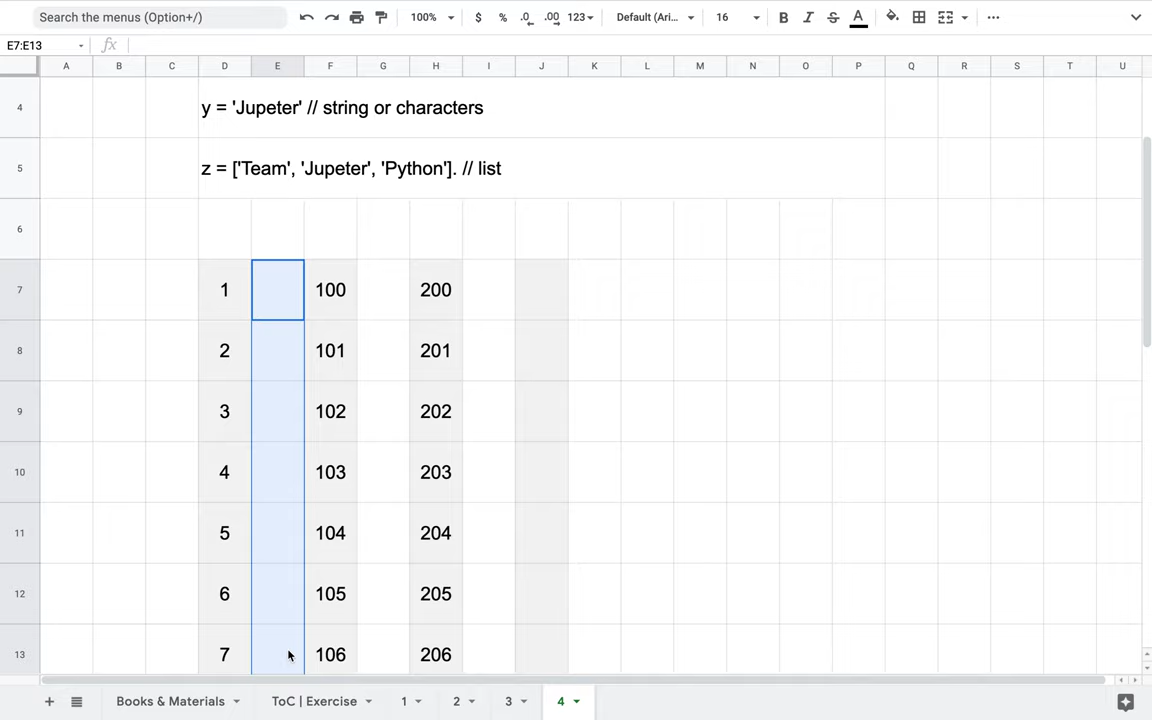 Search the menus (Option+/) 100% $ % .0 .00 123 Default (Ari... 16 B I S A
E7:E13 fx
A B C D E F G H I J K L M N O P Q R S T U
4 y = 'Jupeter' // string or characters
5 z = ['Team', 'Jupeter', 'Python']. // list
6
7 1 100 200
8 2 101 201
9 3 102 202
10 4 103 203
11 5 104 204
12 6 105 205
13 7 106 206
Books & Materials ToC | Exercise 1 2 3 4